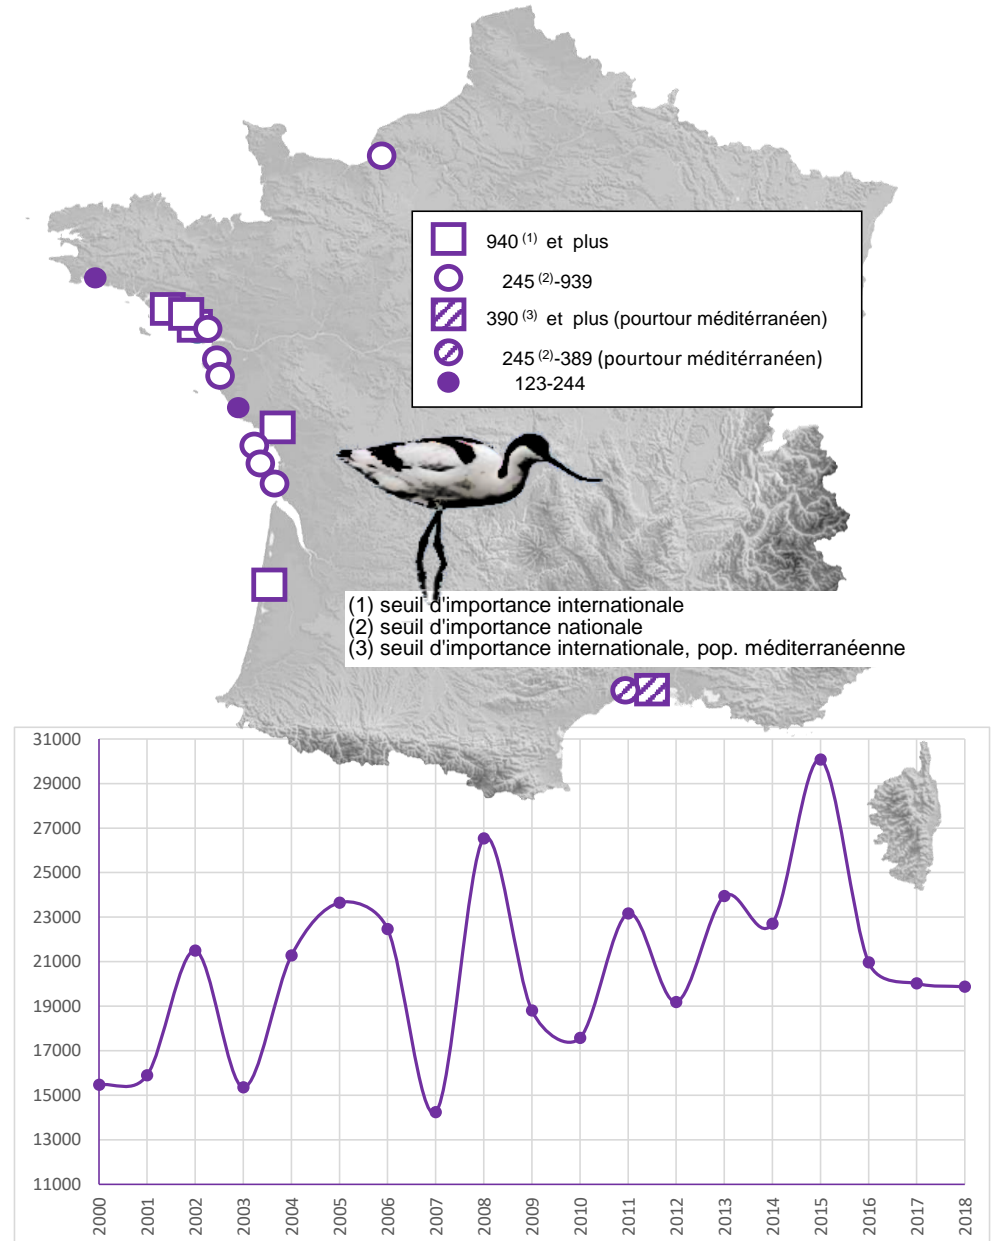 940 (1) et plus
245 (2)-939
390 (3) et plus (pourtour méditérranéen)
245 (2)-389 (pourtour méditérranéen)
123-244
(1) seuil d'importance internationale
(2) seuil d'importance nationale
(3) seuil d'importance internationale, pop. méditerranéenne
31000
29000
27000
25000
23000
21000
19000
17000
15000
13000
11000
2000 2001 2002 2003 2004 2005 2006 2007 2008 2009 2010 2011 2012 2013 2014 2015 2016 2017 2018